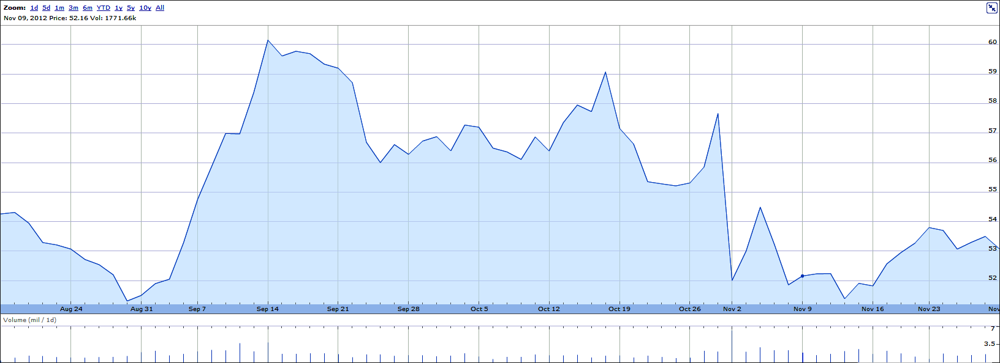 Zoom: 1d 5d 1m 3m 6m YTD 1y 5y 10y All
Nov 09, 2012 Price: 52.16 Vol: 1771.66k
60
59
58
57
56
55
54
53
52
Aug 24 Aug 31 Sep 7 Sep 14 Sep 21 Sep 28 Oct 5 Oct 12 Oct 19 Oct 26 Nov 2 Nov 9 Nov 16 Nov 23 Nov
Volume (mil / 1d)
7
3.5